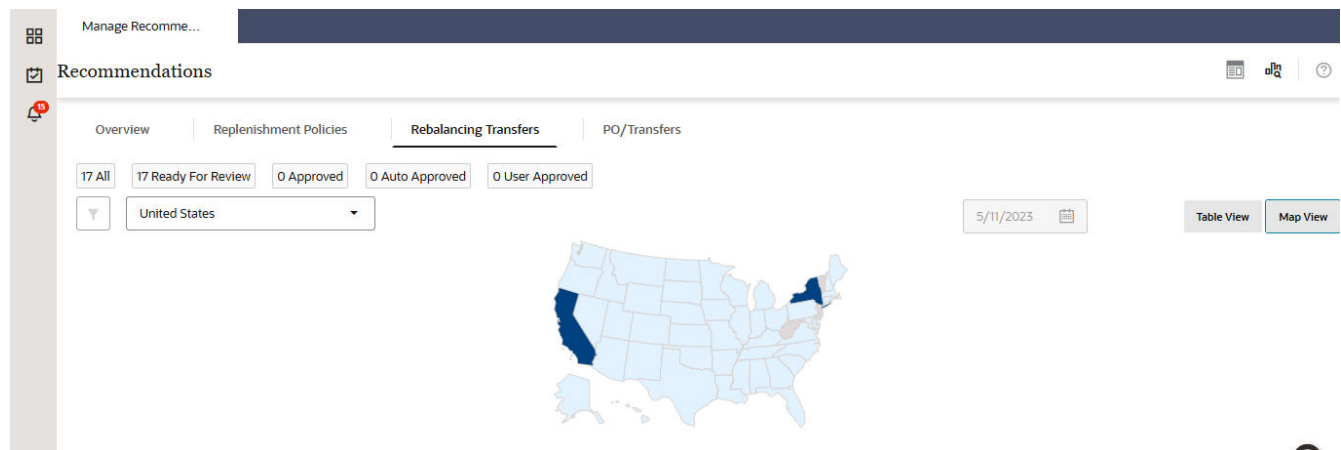 Manage Recomme...
Recommendations
15
Overview Replenishment Policies Rebalancing Transfers PO/Transfers
17 All 17 Ready For Review 0 Approved 0 Auto Approved 0 User Approved
United States 5/11/2023 Table View Map View